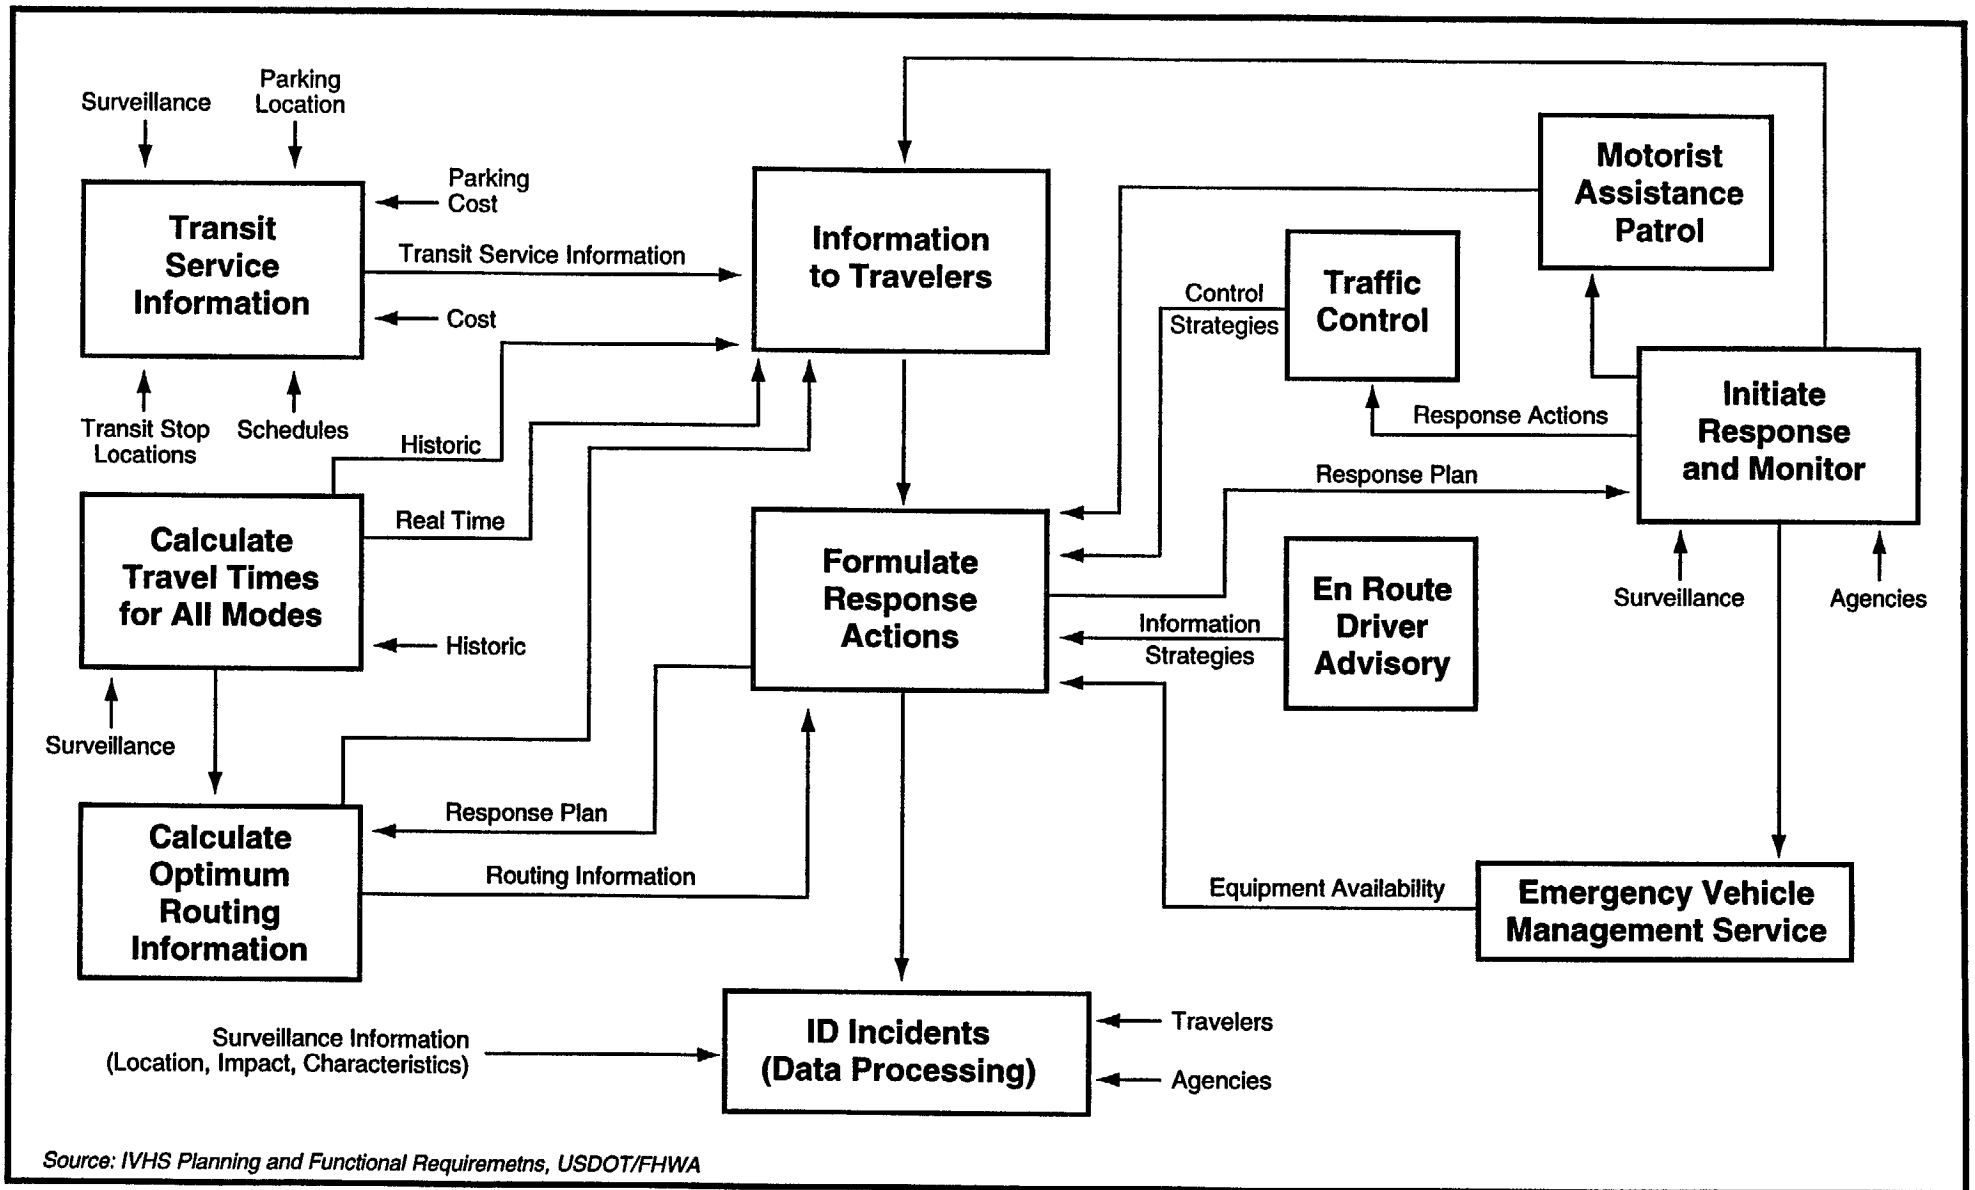 Surveillance
Parking
Location
Parking
Cost
Transit
Service
Information
Transit Service Information
Cost
Transit Stop
Locations
Schedules
Information
to Travelers
Motorist
Assistance
Patrol
Traffic
Control
Control
Strategies
Initiate
Response
and Monitor
Response Actions
Response Plan
Surveillance
Agencies
Historic
Real Time
Calculate
Travel Times
for All Modes
Historic
Surveillance
Formulate
Response
Actions
En Route
Driver
Advisory
Information
Strategies
Response Plan
Routing Information
Calculate
Optimum
Routing
Information
Equipment Availability
Emergency Vehicle
Management Service
Surveillance Information
(Location, Impact, Characteristics)
ID Incidents
(Data Processing)
Travelers
Agencies
Source: IVHS Planning and Functional Requiremetns, USDOT/FHWA